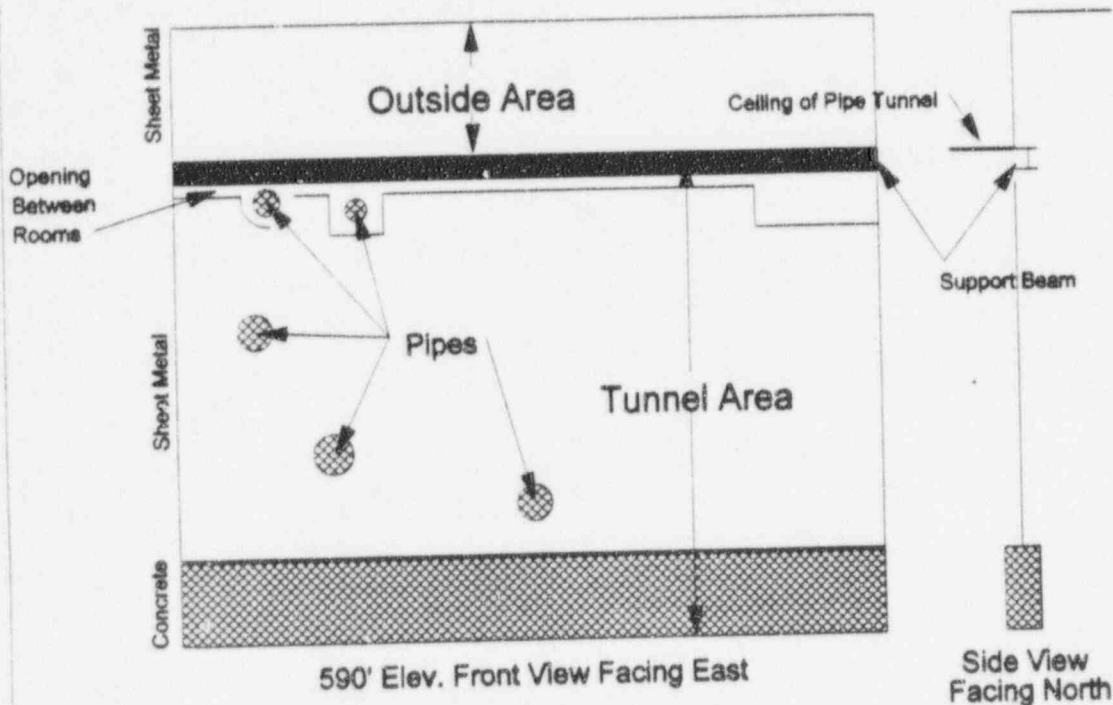 Sheet Metal
Outside Area
Ceiling of Pipe Tunnel
Opening
Between
Rooms
Support Beam
Sheet Metal
Pipes
Tunnel Area
Concrete
590' Elev. Front View Facing East
Side View
Facing North